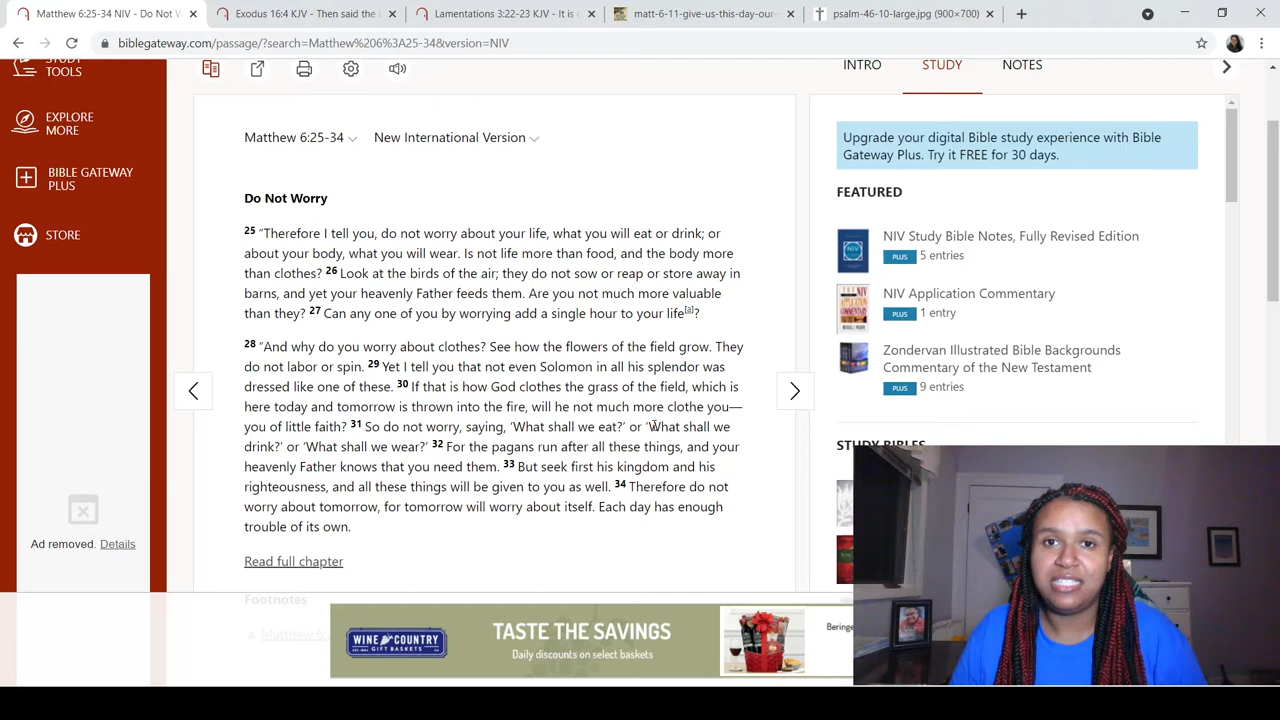 Matthew 6:25-34 NIV - Do Not W
Exodus 16:4 KJV - Then said the L
Lamentations 3:22-23 KJV - It is o
matt-6-11-give-us-this-day-our-
psalm-46-10-large.jpg (900×700)
biblegateway.com/passage/?search=Matthew%206%3A25-34&version=NIV
STUDY
TOOLS
EXPLORE
MORE
BIBLE GATEWAY
PLUS
STORE
Ad removed. Details
Matthew 6:25-34 New International Version
Do Not Worry
25 “Therefore I tell you, do not worry about your life, what you will eat or drink; or
about your body, what you will wear. Is not life more than food, and the body more
than clothes? 26 Look at the birds of the air; they do not sow or reap or store away in
barns, and yet your heavenly Father feeds them. Are you not much more valuable
than they? 27 Can any one of you by worrying add a single hour to your life[a]?
28 “And why do you worry about clothes? See how the flowers of the field grow. They
do not labor or spin. 29 Yet I tell you that not even Solomon in all his splendor was
dressed like one of these. 30 If that is how God clothes the grass of the field, which is
here today and tomorrow is thrown into the fire, will he not much more clothe you—
you of little faith? 31 So do not worry, saying, ‘What shall we eat?’ or ‘What shall we
drink?’ or ‘What shall we wear?’ 32 For the pagans run after all these things, and your
heavenly Father knows that you need them. 33 But seek first his kingdom and his
righteousness, and all these things will be given to you as well. 34 Therefore do not
worry about tomorrow, for tomorrow will worry about itself. Each day has enough
trouble of its own.
Read full chapter
Footnotes
a. Matthew 6:
INTRO STUDY NOTES
Upgrade your digital Bible study experience with Bible
Gateway Plus. Try it FREE for 30 days.
FEATURED
NIV Study Bible Notes, Fully Revised Edition
PLUS 5 entries
NIV Application Commentary
PLUS 1 entry
Zondervan Illustrated Bible Backgrounds
Commentary of the New Testament
PLUS 9 entries
STUDY BIBLES
WINE COUNTRY
GIFT BASKETS
TASTE THE SAVINGS
Daily discounts on select baskets
Bering